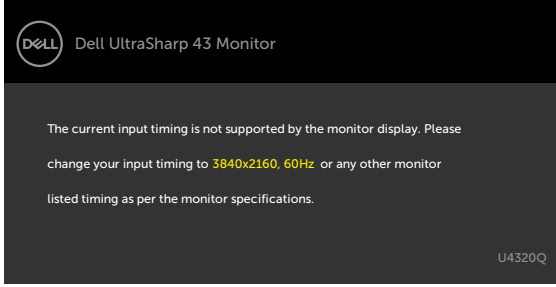 DELL
Dell UltraSharp 43 Monitor
The current input timing is not supported by the monitor display. Please
change your input timing to 3840x2160, 60Hz or any other monitor
listed timing as per the monitor specifications.
U4320Q